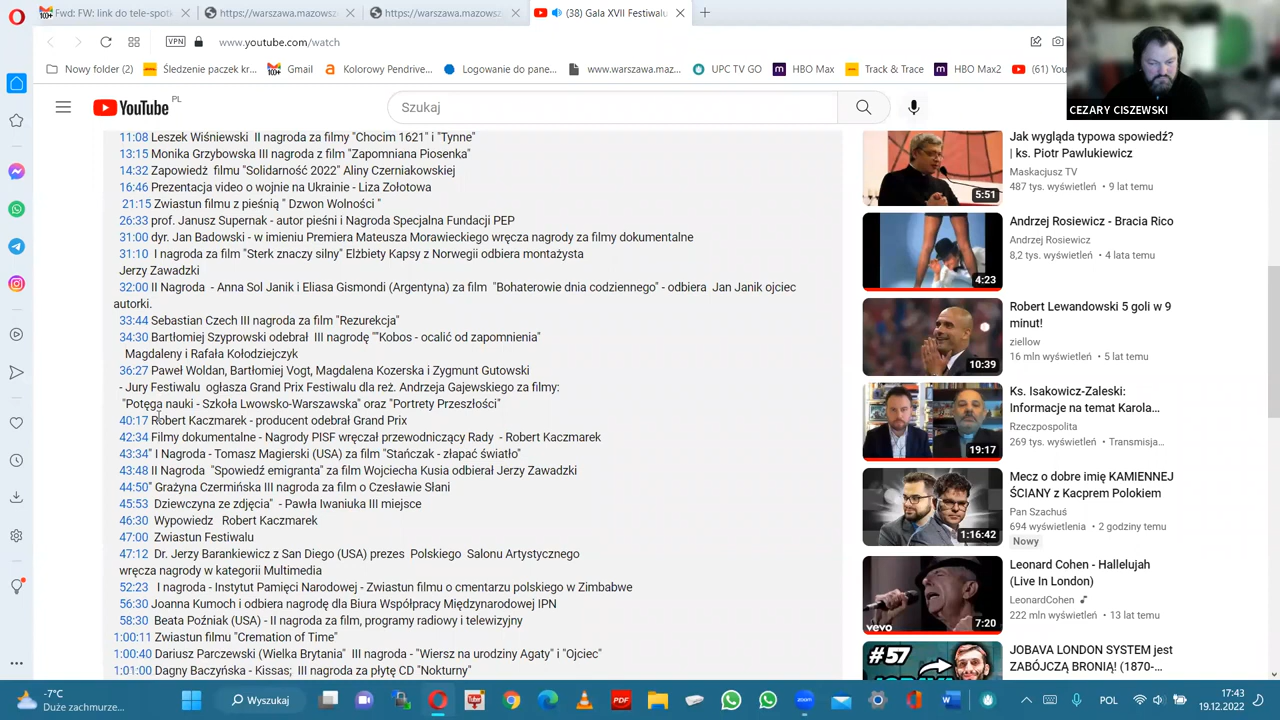 Fwd: FW: link do tele-spotk
https://warszawa.mazowsz
https://warszawa.mazowsz
(38) Gala XVII Festiwalu
VPN
www.youtube.com/watch
Nowy folder (2)
Śledzenie paczek kr...
Gmail
Kolorowy Pendrive...
Logowanie do pane...
www.warszawa.maz...
UPC TV GO
HBO Max
Track & Trace
HBO Max2
(61) You
CEZARY CISZEWSKI
YouTube PL
Szukaj
11:08 Leszek Wiśniewski II nagroda za filmy "Chocim 1621" i "Tynne"
13:15 Monika Grzybowska III nagroda z film "Zapomniana Piosenka"
14:32 Zapowiedż filmu "Solidarność 2022" Aliny Czerniakowskiej
16:46 Prezentacja video o wojnie na Ukrainie - Liza Zołotowa
21:15 Zwiastun filmu z pieśnią " Dzwon Wolności "
26:33 prof. Janusz Supernak - autor pieśni i Nagroda Specjalna Fundacji PEP
31:00 dyr. Jan Badowski - w imieniu Premiera Mateusza Morawieckiego wręcza nagrody za filmy dokumentalne
31:10 I nagroda za film "Sterk znaczy silny" Elżbiety Kapsy z Norwegii odbiera montażysta
Jerzy Zawadzki
32:00 II Nagroda - Anna Sol Janik i Eliasa Gismondi (Argentyna) za film "Bohaterowie dnia codziennego" - odbiera Jan Janik ojciec
autorki.
33:44 Sebastian Czech III nagroda za film "Rezurekcja"
34:30 Bartłomiej Szyprowski odebrał III nagrodę ""Kobos - ocalić od zapomnienia"
Magdaleny i Rafała Kołodziejczyk
36:27 Paweł Woldan, Bartłomiej Vogt, Magdalena Kozerska i Zygmunt Gutowski
- Jury Festiwalu ogłasza Grand Prix Festiwalu dla reż. Andrzeja Gajewskiego za filmy:
"Potęga nauki - Szkoła Lwowsko-Warszawska" oraz "Portrety Przeszłości"
40:17 Robert Kaczmarek - producent odebrał Grand Prix
42:34 Filmy dokumentalne - Nagrody PISF wręczał przewodniczący Rady - Robert Kaczmarek
43:34" I Nagroda - Tomasz Magierski (USA) za film "Stańczak - złapać światło"
43:48 II Nagroda "Spowiedź emigranta" za film Wojciecha Kusia odbierał Jerzy Zawadzki
44:50" Grażyna Czermińska III nagroda za film o Czesławie Słani
45:53 Dziewczyna ze zdjęcia" - Pawła Iwaniuka III miejsce
46:30 Wypowiedz Robert Kaczmarek
47:00 Zwiastun Festiwalu
47:12 Dr. Jerzy Barankiewicz z San Diego (USA) prezes Polskiego Salonu Artystycznego
wręcza nagrody w kategorii Multimedia
52:23 I nagroda - Instytut Pamięci Narodowej - Zwiastun filmu o cmentarzu polskiego w Zimbabwe
56:30 Joanna Kumoch i odbiera nagrodę dla Biura Współpracy Międzynarodowej IPN
58:30 Beata Poźniak (USA) - II nagroda za filmy/programy radiowy i telewizyjny
1:00:11 Zwiastun filmu "Cremation of Time"
1:00:40 Dariusz Jurczewski (Wielka Brytania) III nagroda - "Wiersz na urodziny Agaty" i "Ojciec"
1:01:00 Dagny Baczyńska - Kissas; III nagroda za płytę CD "Nokturny"
5:51
Jak wygląda typowa spowiedź?
| ks. Piotr Pawlukiewicz
Maskacjusz TV
487 tys. wyświetleń • 9 lat temu
4:23
Andrzej Rosiewicz - Bracia Rico
Andrzej Rosiewicz
8,2 tys. wyświetleń • 4 lata temu
10:39
Robert Lewandowski 5 goli w 9
minut!
ziellow
16 mln wyświetleń • 5 lat temu
19:17
Ks. Isakowicz-Zaleski:
Informacje na temat Karola...
Rzeczpospolita
269 tys. wyświetleń • Transmisja...
1:16:42
Mecz o dobre imię KAMIENNEJ
ŚCIANY z Kacprem Polokiem
Pan Szachuś
694 wyświetlenia • 2 godziny temu
Nowy
vevo
7:20
Leonard Cohen - Hallelujah
(Live In London)
LeonardCohen
222 mln wyświetleń • 13 lat temu
#57
JOBAVA LONDON SYSTEM jest
ZABÓJCZĄ BRONIĄ! (1870-...
-7°C
Duże zachmurze...
Wyszukaj
PDF
zoom
W
POL
17:43
19.12.2022